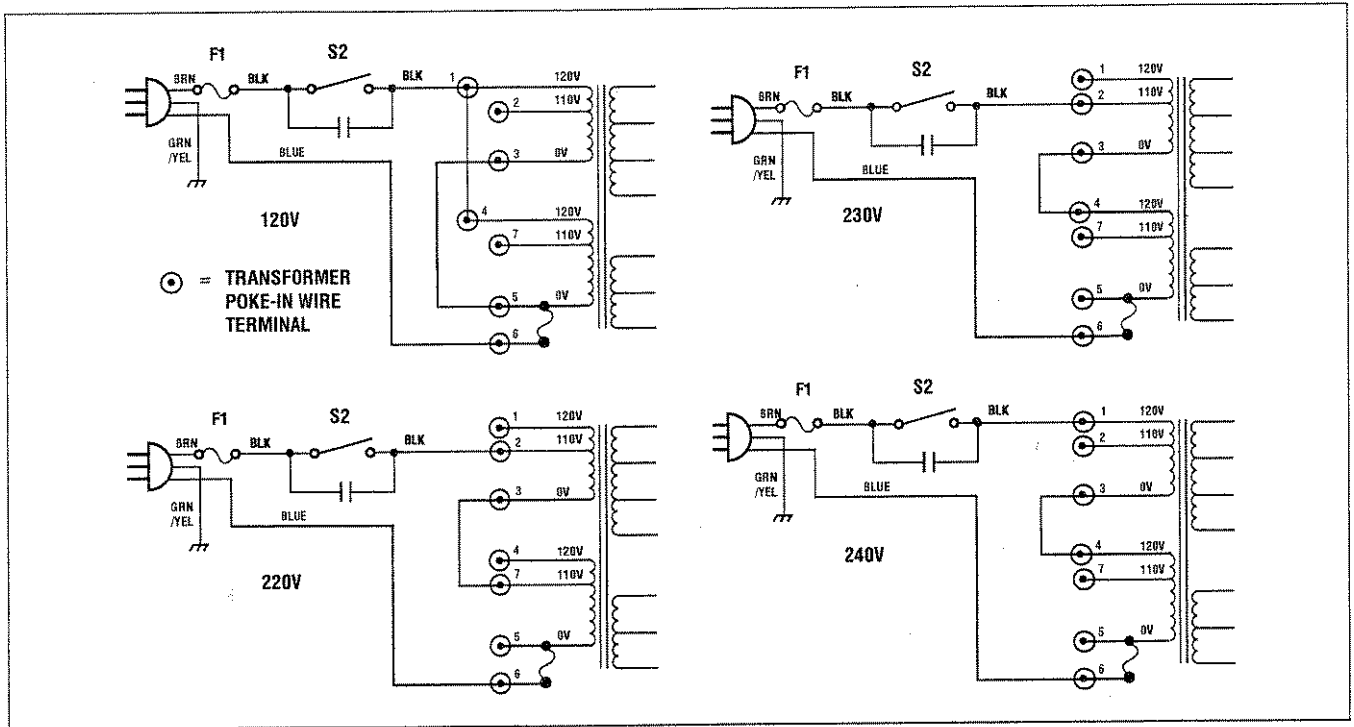 F1
S2
BRN
BLK
BLK
GRN
/YEL
BLUE
120V
1
120V
2
110V
3
0V
4
120V
7
110V
5
0V
6
= TRANSFORMER
POKE-IN WIRE
TERMINAL
F1
S2
BRN
BLK
BLK
GRN
/YEL
BLUE
230V
1
120V
2
110V
3
0V
4
120V
7
110V
5
0V
6
F1
S2
BRN
BLK
BLK
GRN
/YEL
BLUE
220V
1
120V
2
110V
3
0V
4
120V
7
110V
5
0V
6
F1
S2
BRN
BLK
BLK
GRN
/YEL
BLUE
240V
1
120V
2
110V
3
0V
4
120V
7
110V
5
0V
6